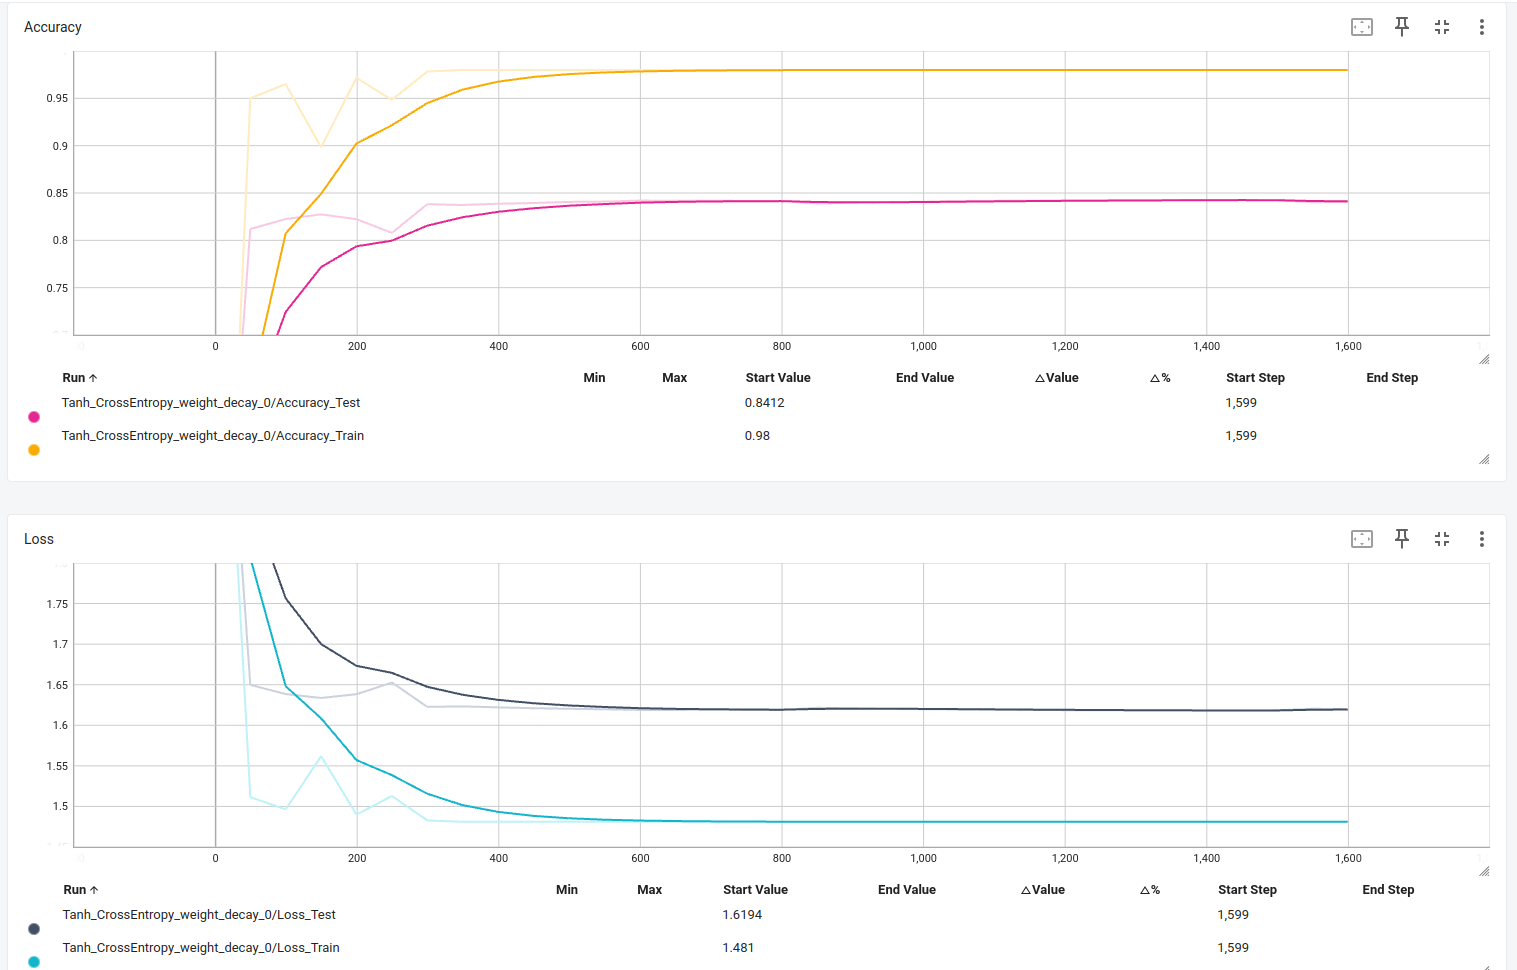 Accuracy
0.95
0.9
0.85
0.8
0.75
0 200 400 600 800 1,000 1,200 1,400 1,600
Run ↑ Min Max Start Value End Value △Value △% Start Step End Step
Tanh_CrossEntropy_weight_decay_0/Accuracy_Test 0.8412 1,599
Tanh_CrossEntropy_weight_decay_0/Accuracy_Train 0.98 1,599
Loss
1.75
1.7
1.65
1.6
1.55
1.5
0 200 400 600 800 1,000 1,200 1,400 1,600
Run ↑ Min Max Start Value End Value △Value △% Start Step End Step
Tanh_CrossEntropy_weight_decay_0/Loss_Test 1.6194 1,599
Tanh_CrossEntropy_weight_decay_0/Loss_Train 1.481 1,599